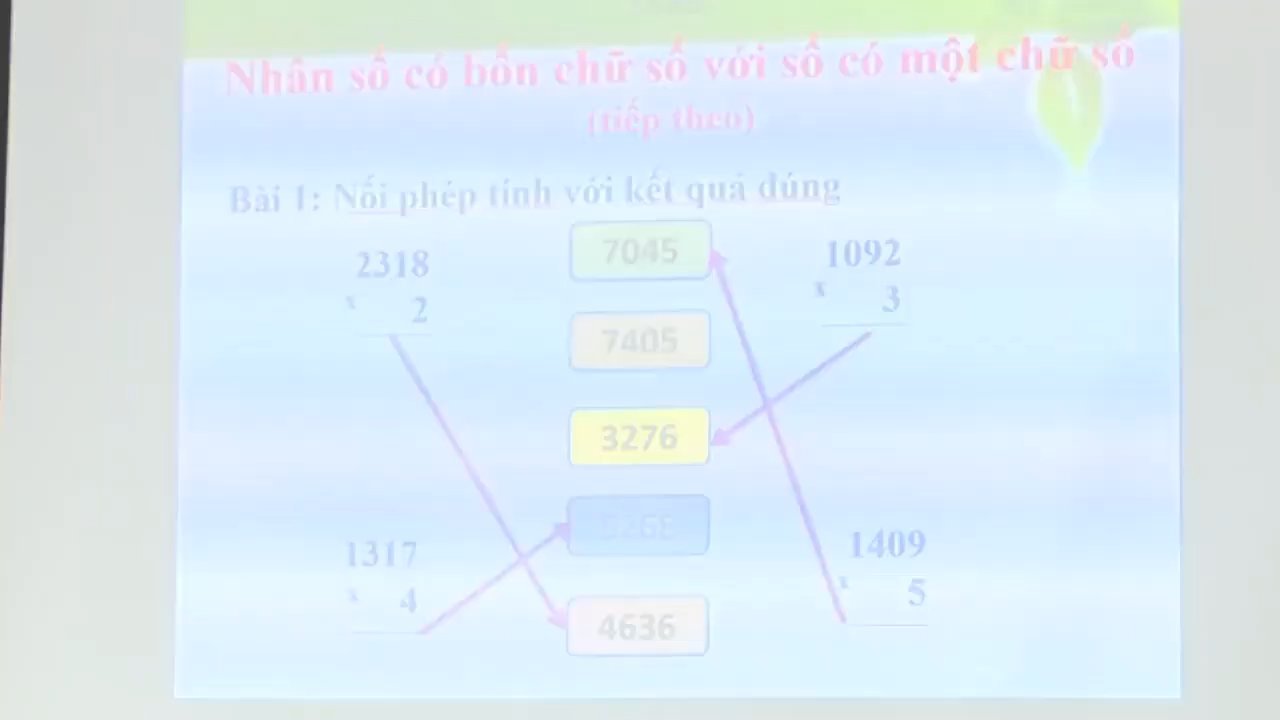 Nhân số có bốn chữ số với số có một chữ số
(tiếp theo)
Bài 1: Nối phép tính với kết quả đúng
2318
x 2
7045
1092
x 3
7405
3276
5268
1317
x 4
1409
x 5
4636